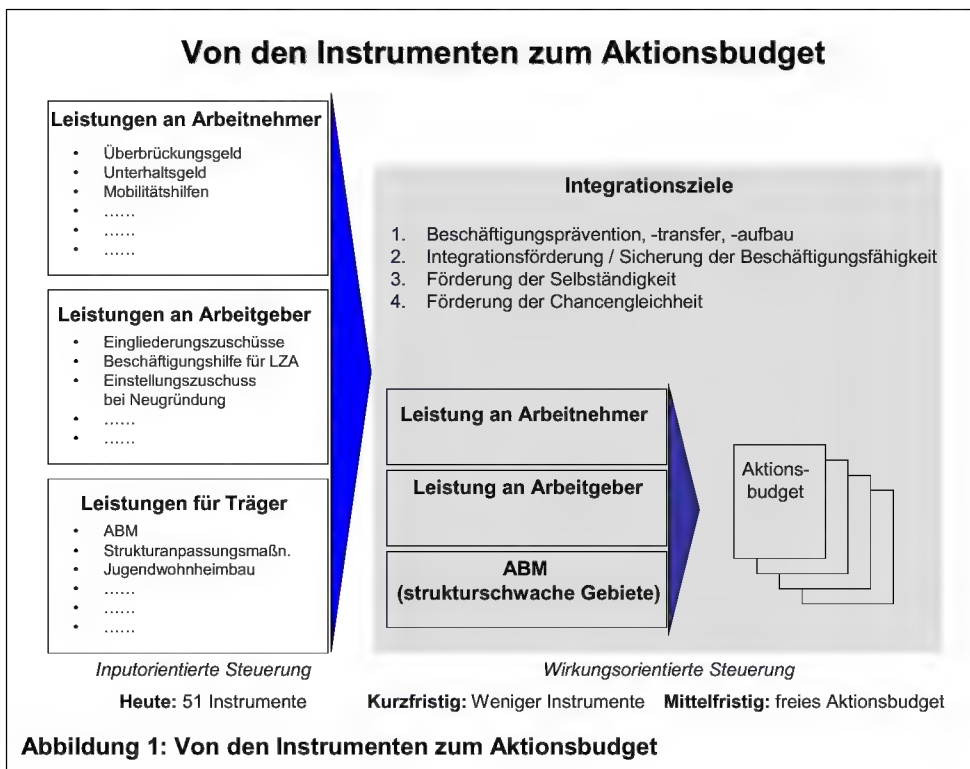 Von den Instrumenten zum Aktionsbudget
Leistungen an Arbeitnehmer
• Überbrückungsgeld
• Unterhaltsgeld
• Mobilitätshilfen
• ……
• ……
• ……
Leistungen an Arbeitgeber
• Eingliederungszuschüsse
• Beschäftigungshilfe für LZA
• Einstellungszuschuss
bei Neugründung
• ……
• ……
Leistungen für Träger
• ABM
• Strukturanpassungsmaßn.
• Jugendwohnheimbau
• ……
• ……
• ……
Inputorientierte Steuerung
Heute: 51 Instrumente
Integrationsziele
1. Beschäftigungsprävention, -transfer, -aufbau
2. Integrationsförderung / Sicherung der Beschäftigungsfähigkeit
3. Förderung der Selbständigkeit
4. Förderung der Chancengleichheit
Leistung an Arbeitnehmer
Leistung an Arbeitgeber
ABM
(strukturschwache Gebiete)
Aktions-
budget
Wirkungsorientierte Steuerung
Kurzfristig: Weniger Instrumente Mittelfristig: freies Aktionsbudget
Abbildung 1: Von den Instrumenten zum Aktionsbudget